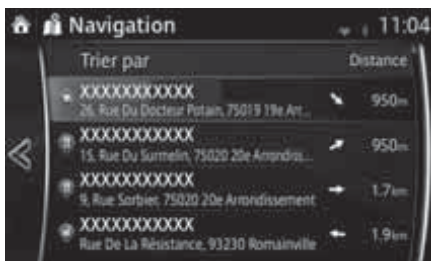 Navigation 11:04
Trier par Distance
XXXXXXXXXXX
26, Rue Du Docteur Potain, 75019 19e Arr... 950m
XXXXXXXXXXX
15, Rue Du Surmelin, 75020 20e Arrondiss... 950m
XXXXXXXXXXX
9, Rue Sorbier, 75020 20e Arrondissement 1.7km
XXXXXXXXXXX
Rue De La Résistance, 93230 Romainville 1.9km